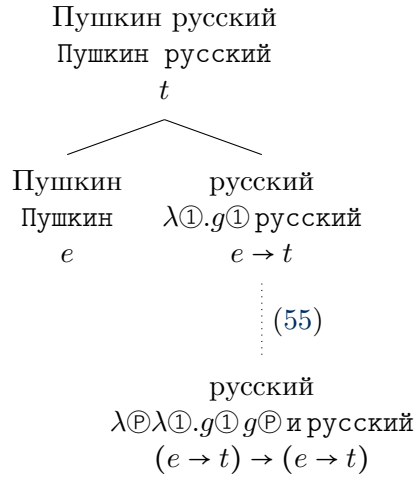 Пушкин русский
Пушкин русский
t
Пушкин русский
Пушкин λ①.g① русский
e e → t
(55)
русский
λⓅλ①.g① gⓅ и русский
(e → t) → (e → t)